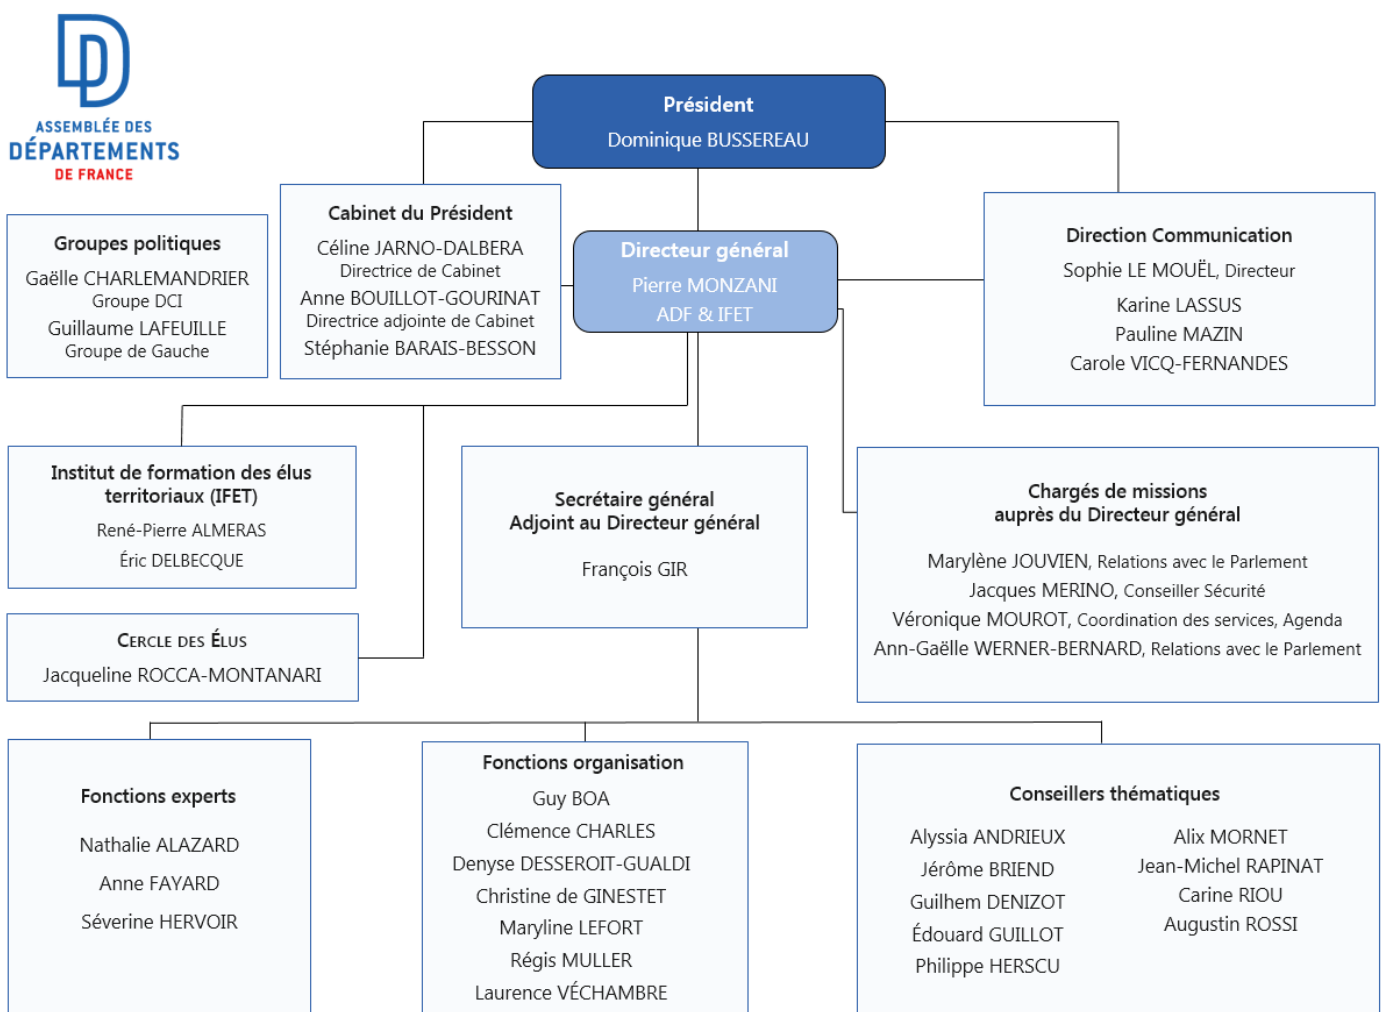 ASSEMBLÉE DES
DÉPARTEMENTS
DE FRANCE
Président
Dominique BUSSEREAU
Groupes politiques
Gaëlle CHARLEMANDRIER
Groupe DCI
Guillaume LAFEUILLE
Groupe de Gauche
Cabinet du Président
Céline JARNO-DALBERA
Directrice de Cabinet
Anne BOUILLOT-GOURINAT
Directrice adjointe de Cabinet
Stéphanie BARAIS-BESSON
Directeur général
Pierre MONZANI
ADF & IFET
Direction Communication
Sophie LE MOUËL, Directeur
Karine LASSUS
Pauline MAZIN
Carole VICQ-FERNANDES
Institut de formation des élus
territoriaux (IFET)
René-Pierre ALMERAS
Éric DELBECQUE
CERCLE DES ÉLUS
Jacqueline ROCCA-MONTANARI
Secrétaire général
Adjoint au Directeur général
François GIR
Chargés de missions
auprès du Directeur général
Marylène JOUVIEN, Relations avec le Parlement
Jacques MERINO, Conseiller Sécurité
Véronique MOUROT, Coordination des services, Agenda
Ann-Gaëlle WERNER-BERNARD, Relations avec le Parlement
Fonctions experts
Nathalie ALAZARD
Anne FAYARD
Séverine HERVOIR
Fonctions organisation
Guy BOA
Clémence CHARLES
Denyse DESSEROIT-GUALDI
Christine de GINESTET
Maryline LEFORT
Régis MULLER
Laurence VÉCHAMBRE
Conseillers thématiques
Alyssia ANDRIEUX
Jérôme BRIEND
Guilhem DENIZOT
Édouard GUILLOT
Philippe HERSCU
Alix MORNET
Jean-Michel RAPINAT
Carine RIOU
Augustin ROSSI